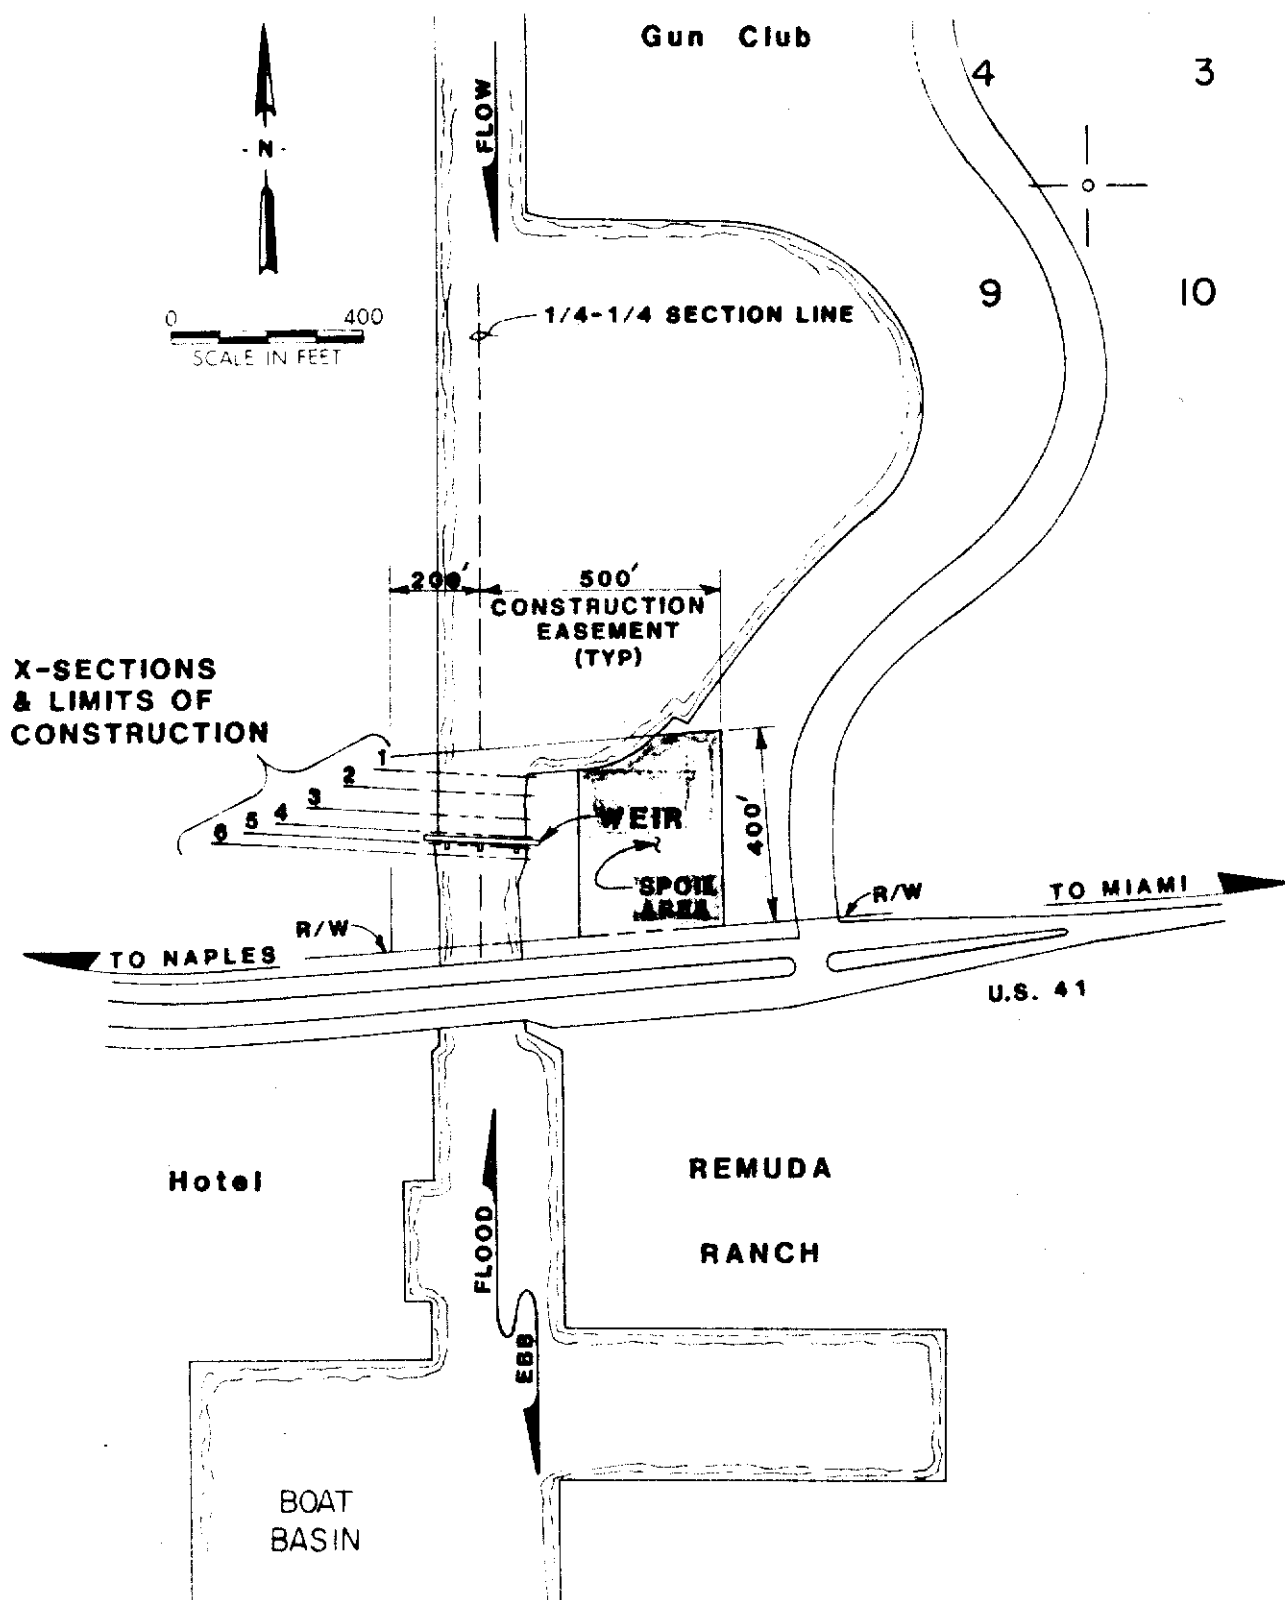 Gun Club
4
3
FLOW
- N -
9
10
0 400
SCALE IN FEET
1/4-1/4 SECTION LINE
200' 500'
CONSTRUCTION
EASEMENT
(TYP)
X-SECTIONS
& LIMITS OF
CONSTRUCTION
1
2
3
4
5
6
WEIR
400'
SPOIL
AREA
R/W
R/W
TO MIAMI
TO NAPLES
U.S. 41
Hotel
REMUDA
RANCH
FLOOD
EBB
BOAT
BASIN